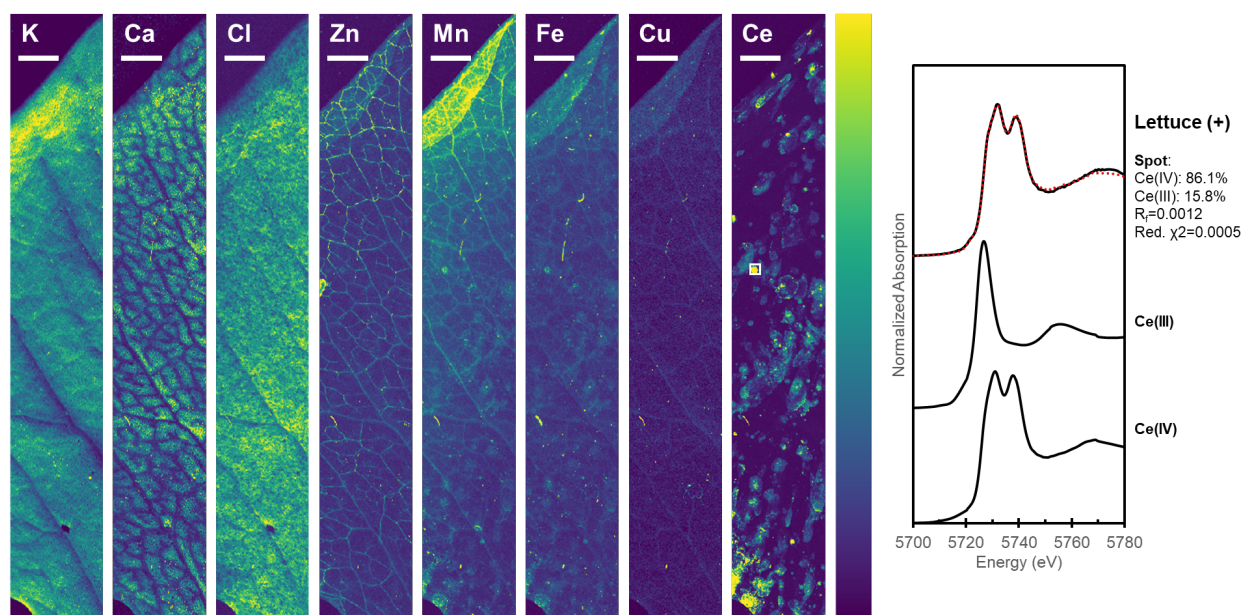 K Ca Cl Zn Mn Fe Cu Ce
Normalized Absorption
Lettuce (+)
Spot:
Ce(IV): 86.1%
Ce(III): 15.8%
Rf=0.0012
Red. χ2=0.0005
Ce(III)
Ce(IV)
5700 5720 5740 5760 5780
Energy (eV)